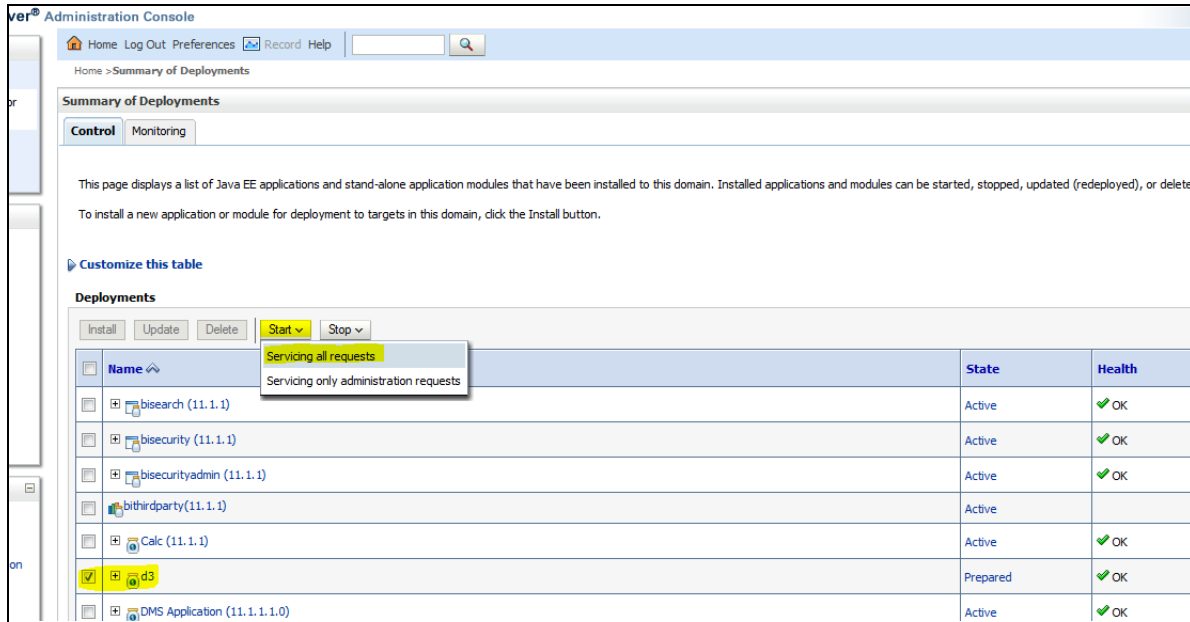 ver® Administration Console
Home Log Out Preferences Record Help
Home >Summary of Deployments
or
Summary of Deployments
Control Monitoring
This page displays a list of Java EE applications and stand-alone application modules that have been installed to this domain. Installed applications and modules can be started, stopped, updated (redeployed), or delete
To install a new application or module for deployment to targets in this domain, click the Install button.
Customize this table
Deployments
Install Update Delete Start Stop
Servicing all requests
Servicing only administration requests
Name State Health
bisearch (11.1.1) Active OK
bisecurity (11.1.1) Active OK
bisecurityadmin (11.1.1) Active OK
bithirdparty(11.1.1) Active
Calc (11.1.1) Active OK
on
d3 Prepared OK
DMS Application (11.1.1.1.0) Active OK